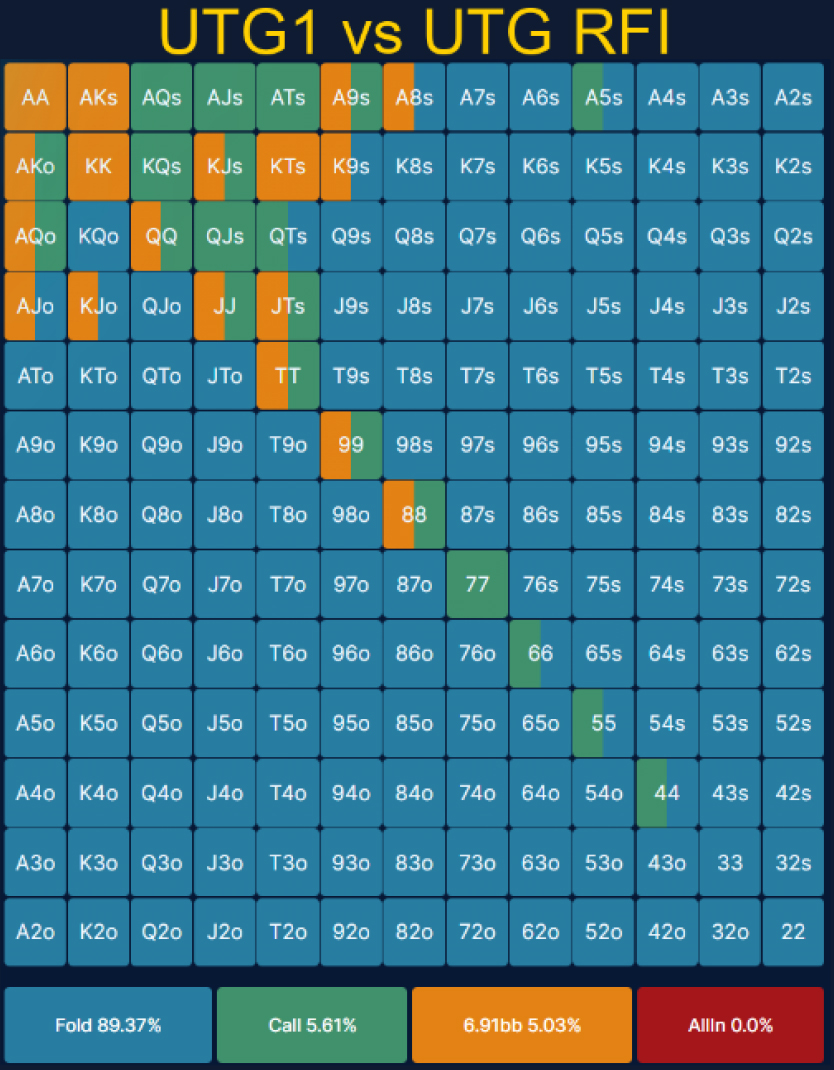 UTG1 vs UTG RFI
AA AKs AQs AJs ATs A9s A8s A7s A6s A5s A4s A3s A2s
AKo KK KQs KJs KTs K9s K8s K7s K6s K5s K4s K3s K2s
AQo KQo QQ QJs QTs Q9s Q8s Q7s Q6s Q5s Q4s Q3s Q2s
AJo KJo QJo JJ JTs J9s J8s J7s J6s J5s J4s J3s J2s
ATo KTo QTo JTo TT T9s T8s T7s T6s T5s T4s T3s T2s
A9o K9o Q9o J9o T9o 99 98s 97s 96s 95s 94s 93s 92s
A8o K8o Q8o J8o T8o 98o 88 87s 86s 85s 84s 83s 82s
A7o K7o Q7o J7o T7o 97o 87o 77 76s 75s 74s 73s 72s
A6o K6o Q6o J6o T6o 96o 86o 76o 66 65s 64s 63s 62s
A5o K5o Q5o J5o T5o 95o 85o 75o 65o 55 54s 53s 52s
A4o K4o Q4o J4o T4o 94o 84o 74o 64o 54o 44 43s 42s
A3o K3o Q3o J3o T3o 93o 83o 73o 63o 53o 43o 33 32s
A2o K2o Q2o J2o T2o 92o 82o 72o 62o 52o 42o 32o 22
Fold 89.37% Call 5.61% 6.91bb 5.03% AllIn 0.0%